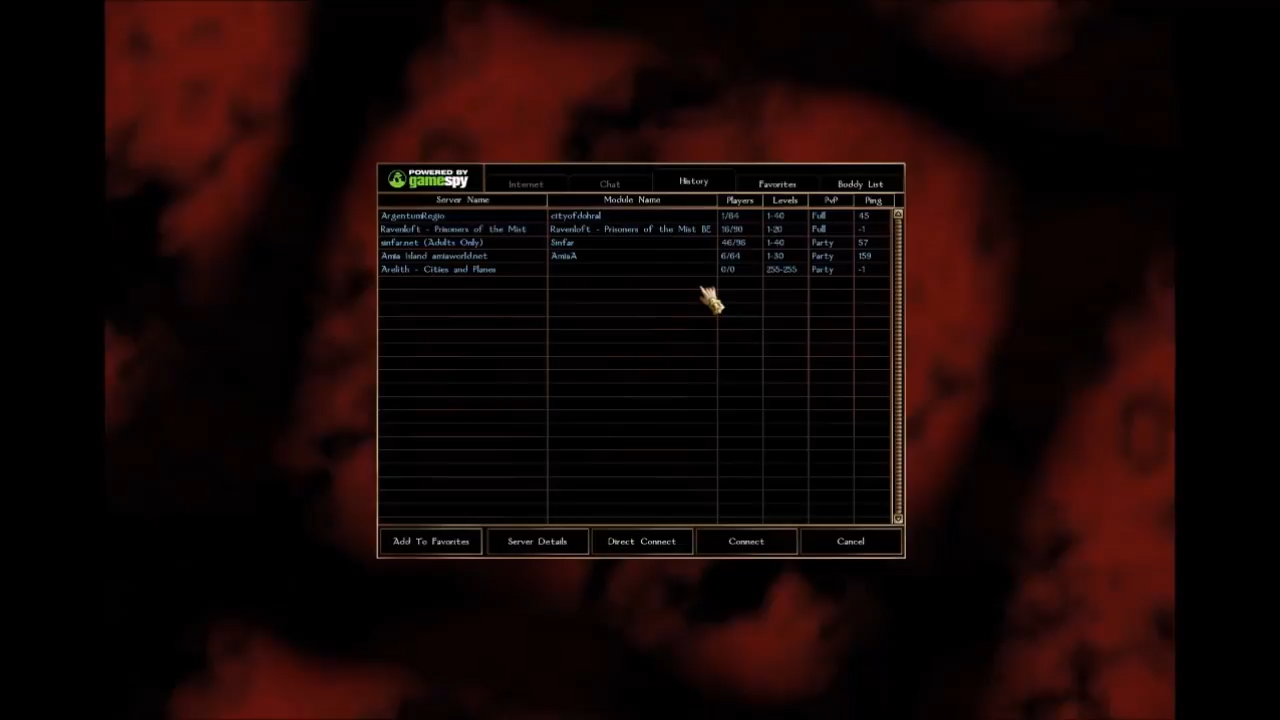 POWERED BY
gamespy
Internet Chat History Favorites Buddy List
Server Name Module Name Players Levels PvP Ping
ArgentumRegio cityofdohral 1/64 1-40 Full 45
Ravenloft - Prisoners of the Mist Ravenloft - Prisoners of the Mist BE 16/90 1-20 Full -1
sinfar.net (Adults Only) Sinfar 46/96 1-40 Party 57
Amia Island amiaworld.net AmiaA 6/64 1-30 Party 159
Arelith - Cities and Planes 0/0 255-255 Party -1
Add To Favorites Server Details Direct Connect Connect Cancel